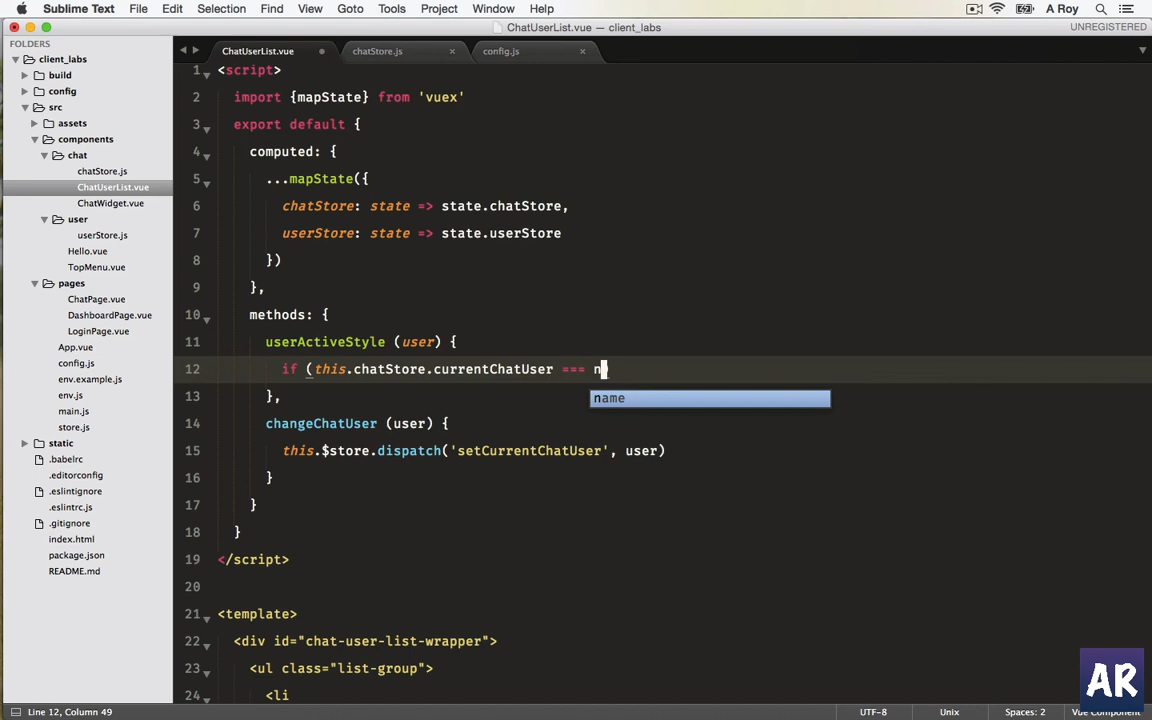 Sublime Text File Edit Selection Find View Goto Tools Project Window Help A Roy
ChatUserList.vue — client_labs UNREGISTERED
FOLDERS
client_labs
build
config
src
assets
components
chat
chatStore.js
ChatUserList.vue
ChatWidget.vue
user
userStore.js
Hello.vue
TopMenu.vue
pages
ChatPage.vue
DashboardPage.vue
LoginPage.vue
App.vue
config.js
env.example.js
env.js
main.js
store.js
static
.babelrc
.editorconfig
.eslintignore
.eslintrc.js
.gitignore
index.html
package.json
README.md
ChatUserList.vue chatStore.js config.js
1 <script>
2 import {mapState} from 'vuex'
3 export default {
4 computed: {
5 ...mapState({
6 chatStore: state => state.chatStore,
7 userStore: state => state.userStore
8 })
9 },
10 methods: {
11 userActiveStyle (user) {
12 if (this.chatStore.currentChatUser === n
name
13 },
14 changeChatUser (user) {
15 this.$store.dispatch('setCurrentChatUser', user)
16 }
17 }
18 }
19 </script>
20
21 <template>
22 <div id="chat-user-list-wrapper">
23 <ul class="list-group">
24 <li
AR
Line 12, Column 49 UTF-8 Unix Spaces: 2 Vue Component